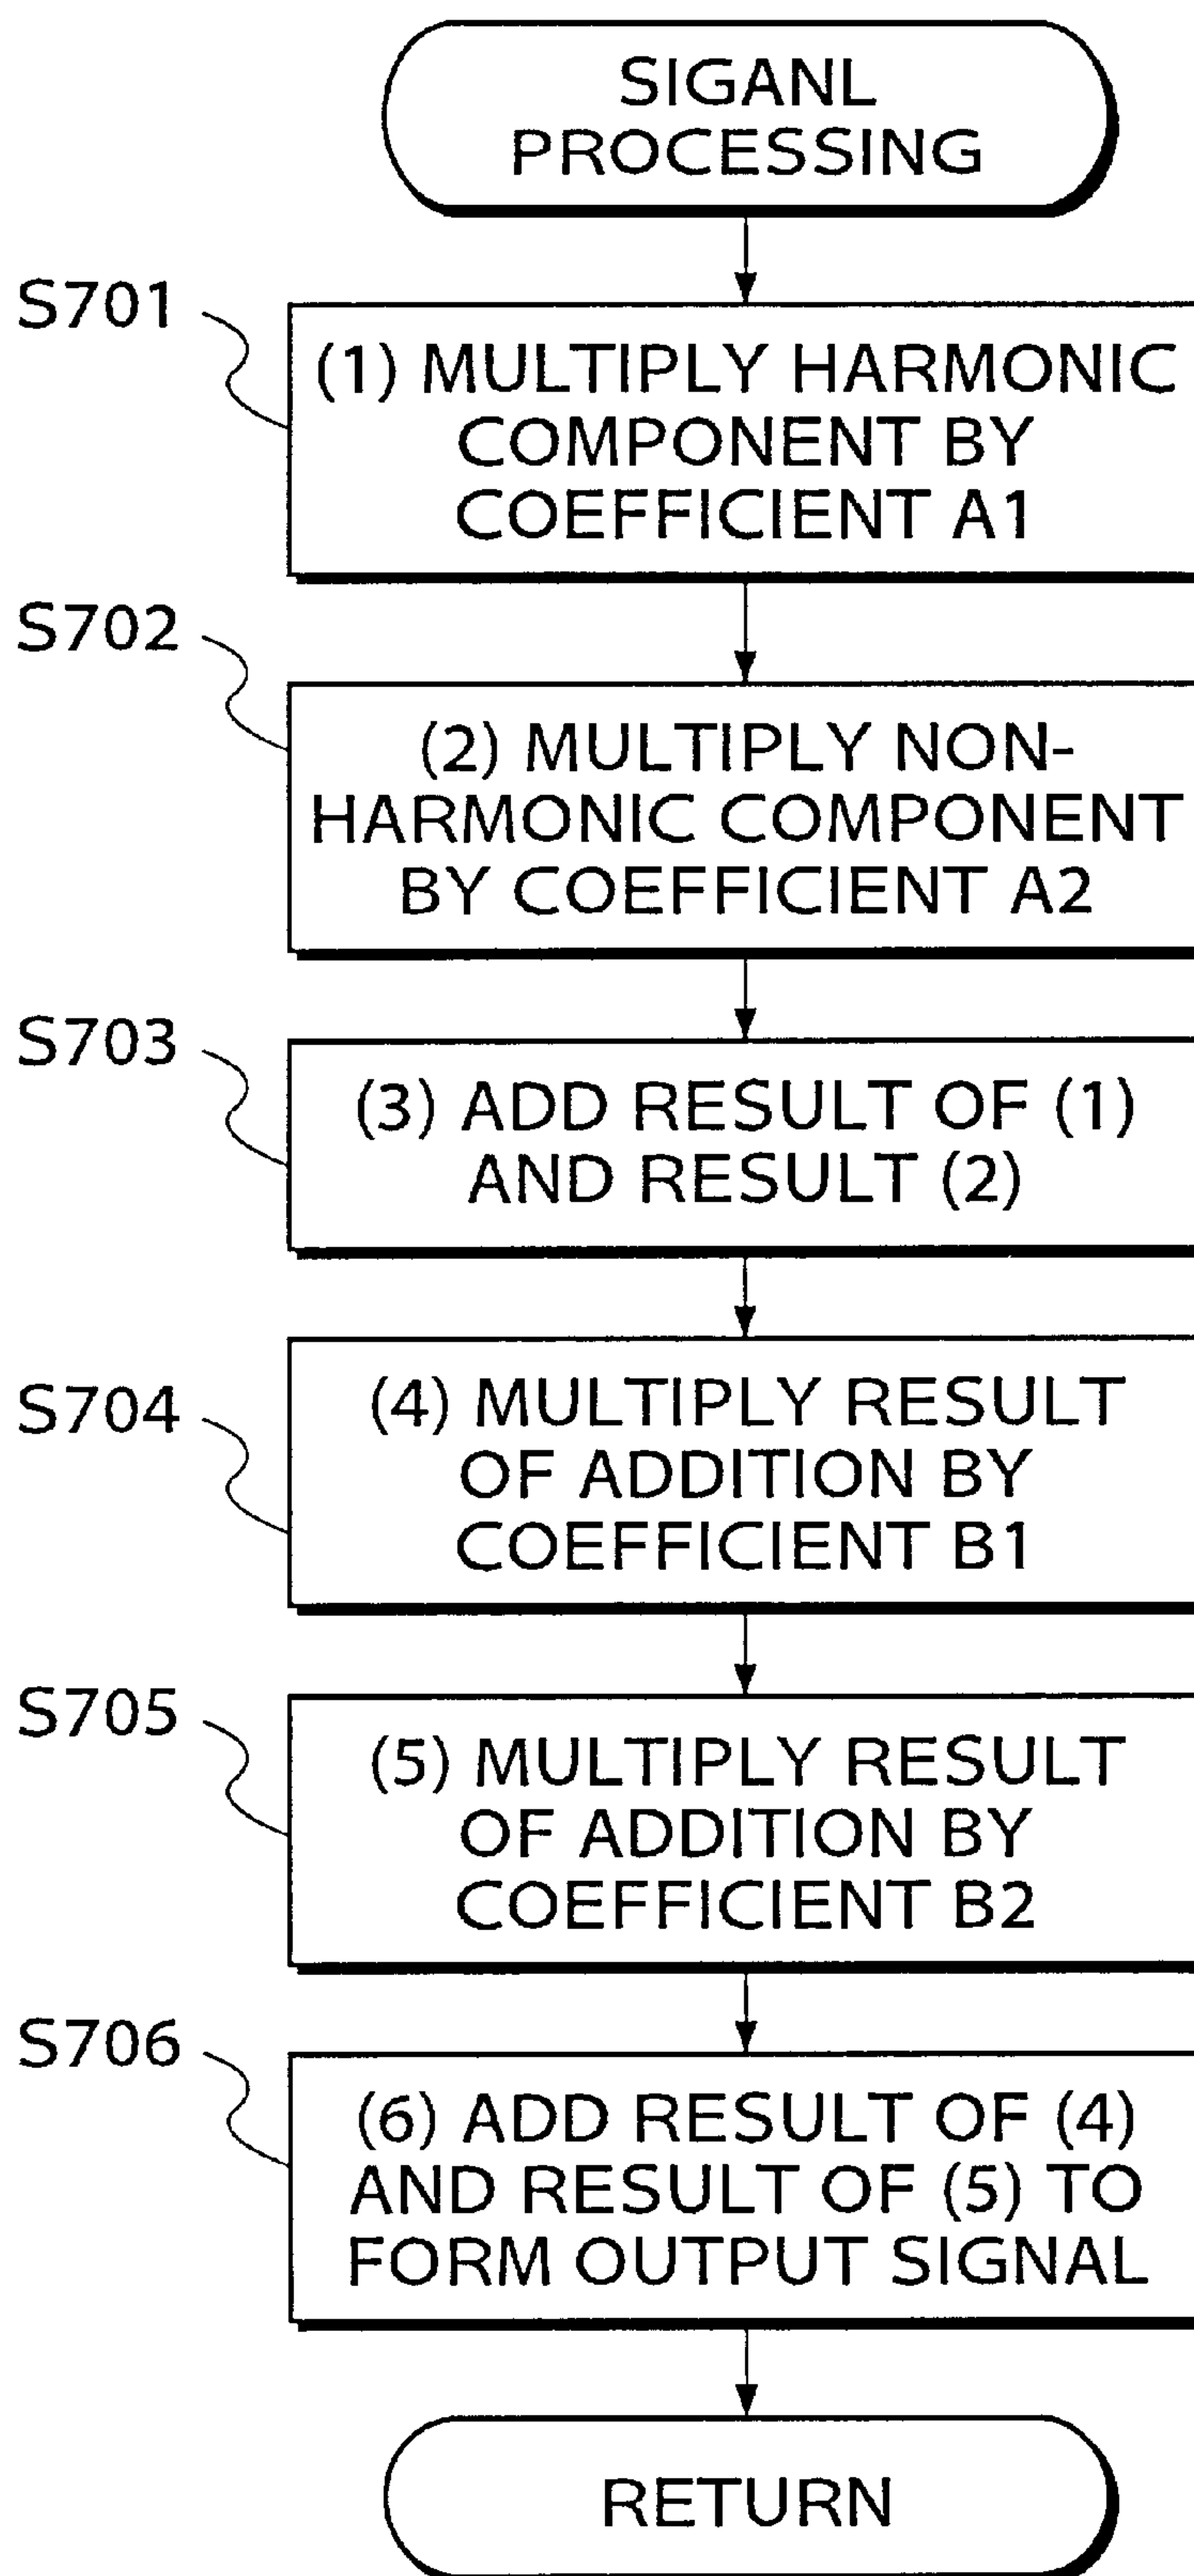 SIGANL
PROCESSING
S701
(1) MULTIPLY HARMONIC
COMPONENT BY
COEFFICIENT A1
S702
(2) MULTIPLY NON-
HARMONIC COMPONENT
BY COEFFICIENT A2
S703
(3) ADD RESULT OF (1)
AND RESULT (2)
S704
(4) MULTIPLY RESULT
OF ADDITION BY
COEFFICIENT B1
S705
(5) MULTIPLY RESULT
OF ADDITION BY
COEFFICIENT B2
S706
(6) ADD RESULT OF (4)
AND RESULT OF (5) TO
FORM OUTPUT SIGNAL
RETURN